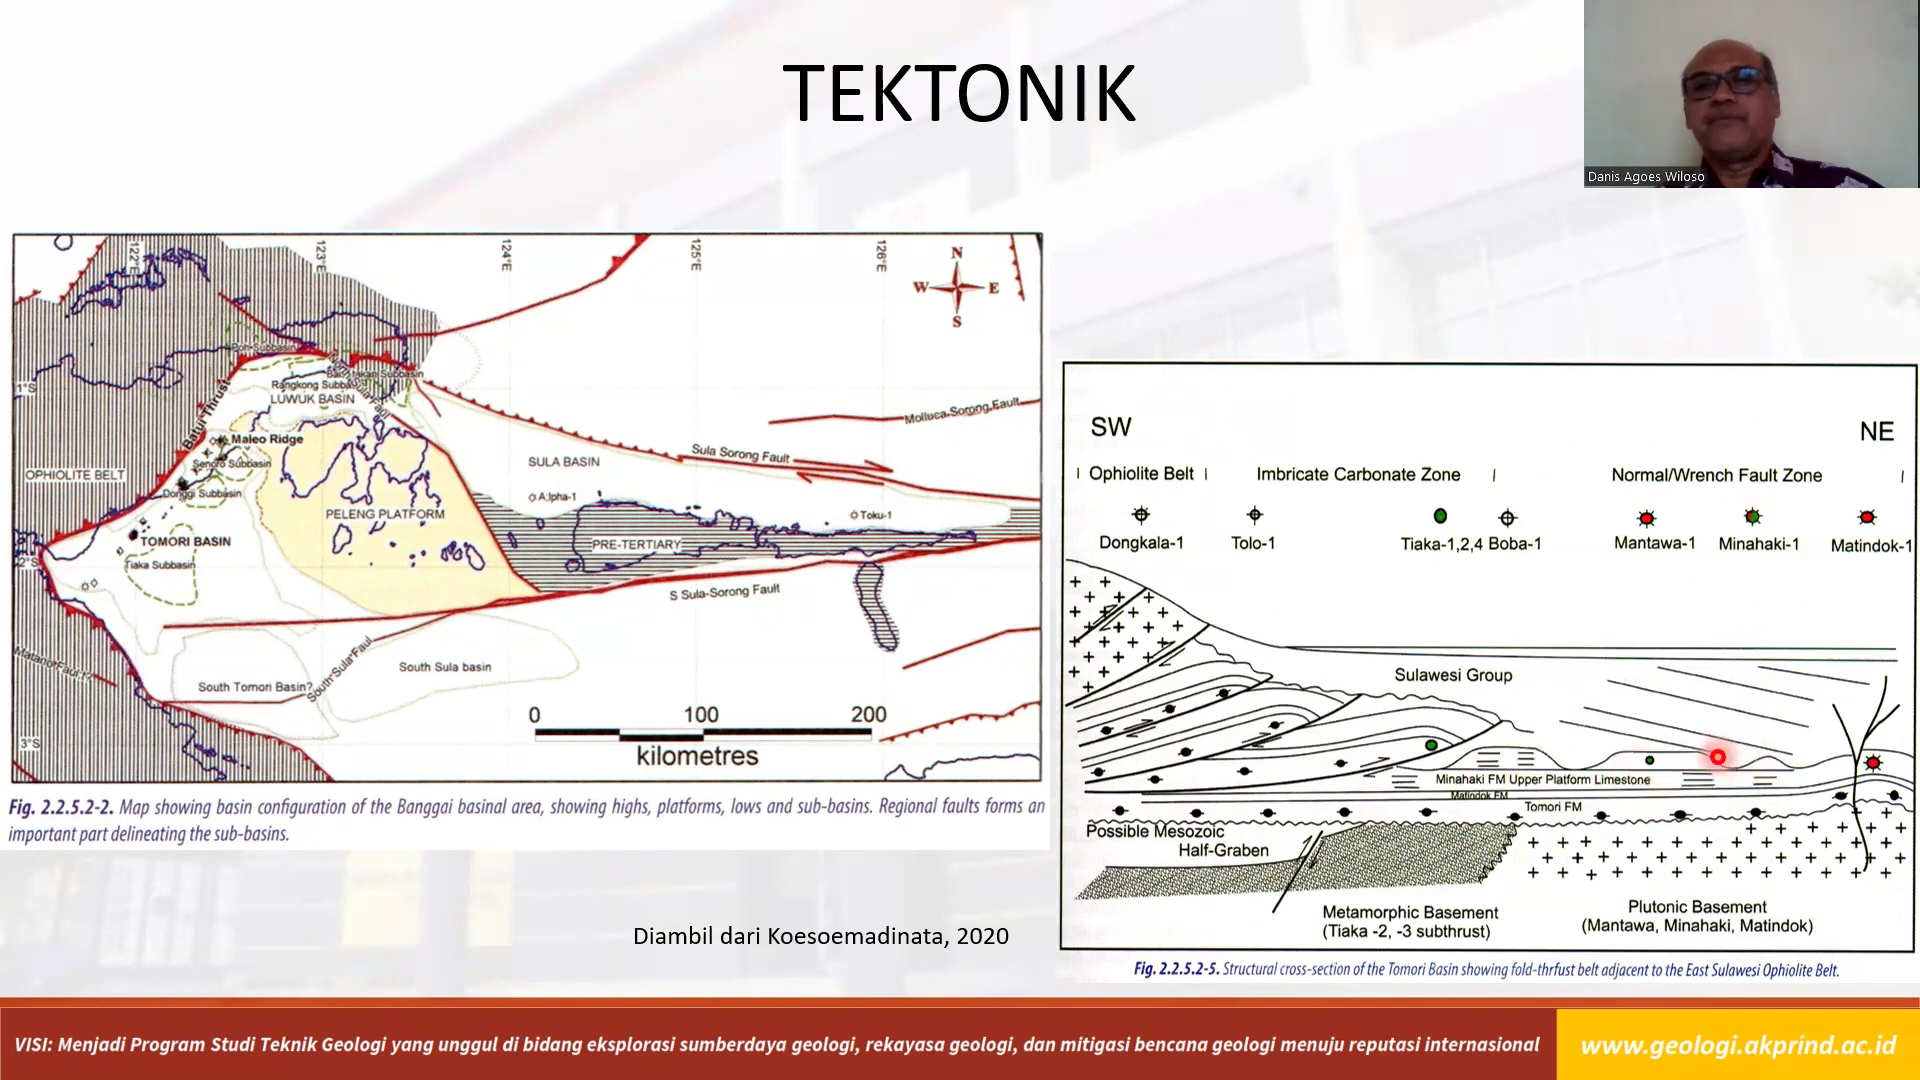 TEKTONIK
Danis Agoes Wiloso
122°E
123°E
124°E
125°E
126°E
N
W E
S
1°S
2°S
3°S
Poh Subbasin
Rangkong Subba
LUWUK BASIN
Batui Thrust
Maleo Ridge
Senoro Subbasin
Donggi Subbasin
OPHIOLITE BELT
TOMORI BASIN
Tiaka Subbasin
PELENG PLATFORM
SULA BASIN
Alpha-1
Toku-1
PRE-TERTIARY
Molluca-Sorong Fault
Sula Sorong Fault
S Sula-Sorong Fault
Matano Fault
South Tomori Basin?
South Sula Faul
South Sula basin
0 100 200
kilometres
Fig. 2.2.5.2-2. Map showing basin configuration of the Banggai basinal area, showing highs, platforms, lows and sub-basins. Regional faults forms an
important part delineating the sub-basins.
Diambil dari Koesoemadinata, 2020
SW NE
Ophiolite Belt Imbricate Carbonate Zone Normal/Wrench Fault Zone
Dongkala-1 Tolo-1 Tiaka-1,2,4 Boba-1 Mantawa-1 Minahaki-1 Matindok-1
Sulawesi Group
Minahaki FM Upper Platform Limestone
Matindok FM
Tomori FM
Possible Mesozoic
Half-Graben
Metamorphic Basement
(Tiaka -2, -3 subthrust)
Plutonic Basement
(Mantawa, Minahaki, Matindok)
Fig. 2.2.5.2-5. Structural cross-section of the Tomori Basin showing fold-thrfust belt adjacent to the East Sulawesi Ophiolite Belt.
VISI: Menjadi Program Studi Teknik Geologi yang unggul di bidang eksplorasi sumberdaya geologi, rekayasa geologi, dan mitigasi bencana geologi menuju reputasi internasional
www.geologi.akprind.ac.id